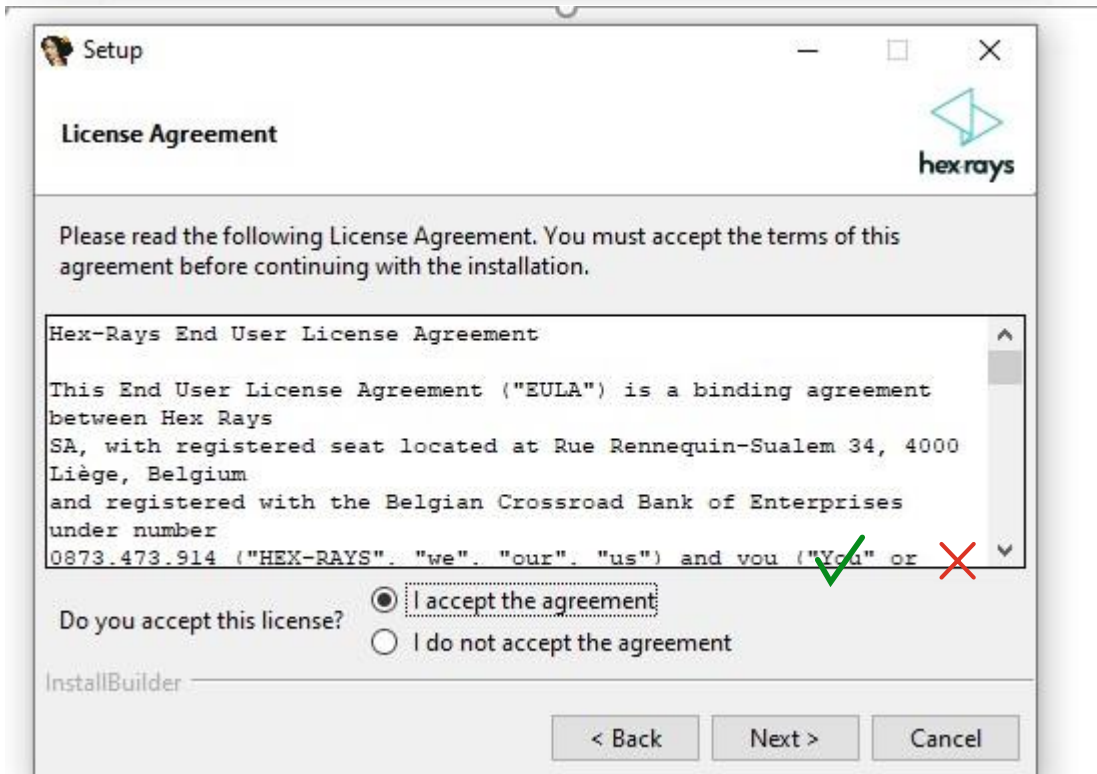 Setup
License Agreement
hex-rays
Please read the following License Agreement. You must accept the terms of this
agreement before continuing with the installation.
Hex-Rays End User License Agreement
This End User License Agreement ("EULA") is a binding agreement
between Hex Rays
SA, with registered seat located at Rue Rennequin-Sualem 34, 4000
Liège, Belgium
and registered with the Belgian Crossroad Bank of Enterprises
under number
0873.473.914 ("HEX-RAYS", "we", "our", "us") and you ("You" or
Do you accept this license?
I accept the agreement
I do not accept the agreement
InstallBuilder
< Back
Next >
Cancel